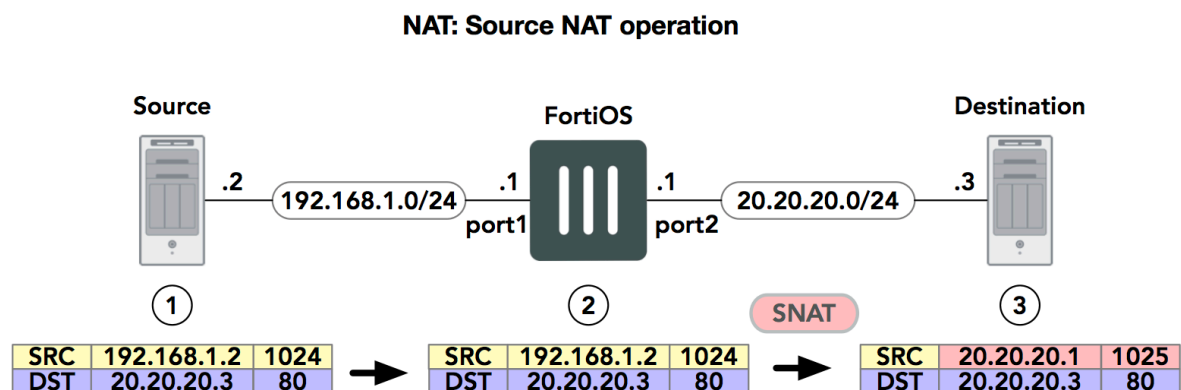 NAT: Source NAT operation
Source
FortiOS
Destination
.2
192.168.1.0/24
.1
port1
.1
port2
20.20.20.0/24
.3
1
2
3
SNAT
SRC 192.168.1.2 1024
DST 20.20.20.3 80
SRC 192.168.1.2 1024
DST 20.20.20.3 80
SRC 20.20.20.1 1025
DST 20.20.20.3 80